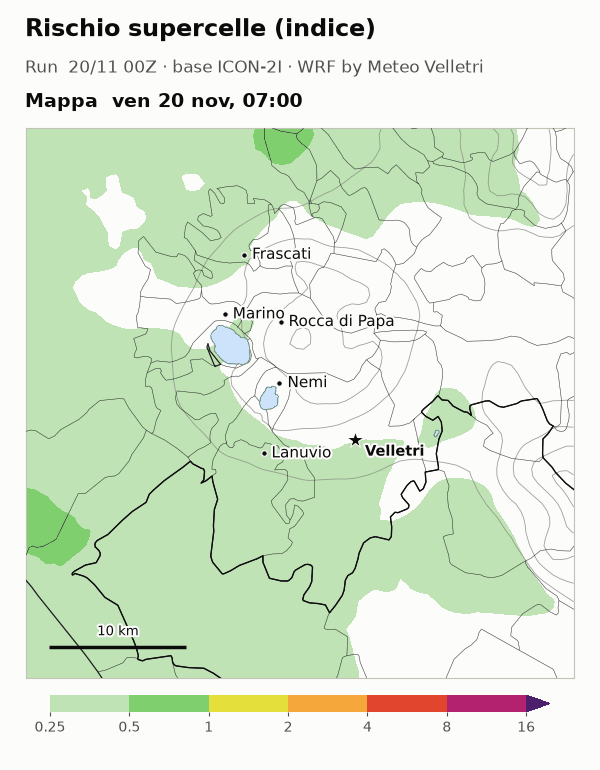 Rischio supercelle (indice)
Run  20/11 00Z · base ICON-2I · WRF by Meteo Velletri
Mappa  ven 20 nov, 07:00
Frascati
Marino
Rocca di Papa
Nemi
Velletri
Lanuvio
10 km
0.25 0.5 1 2 4 8 16